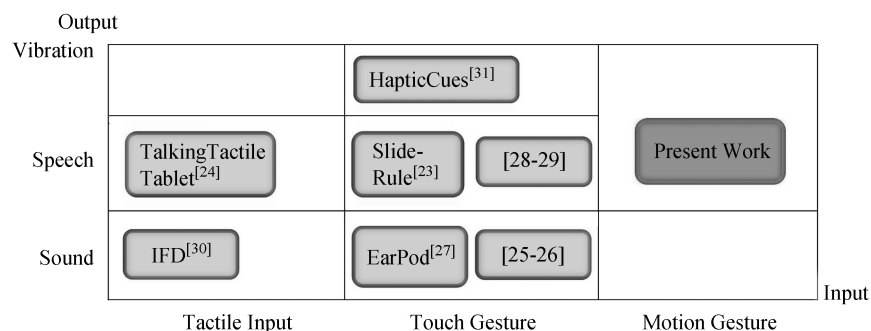 Output
Vibration
HapticCues[31]
Speech
TalkingTactile
Tablet[24]
Slide-
Rule[23]
[28-29]
Present Work
Sound
IFD[30]
EarPod[27]
[25-26]
Input
Tactile Input
Touch Gesture
Motion Gesture